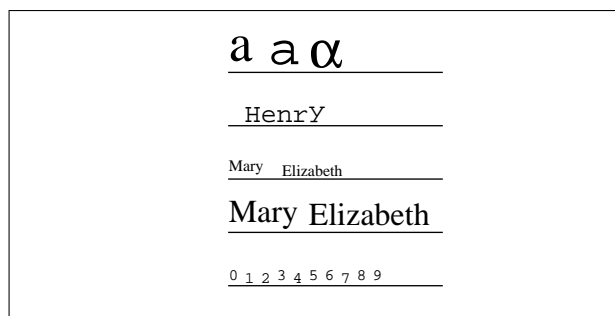 a a α
HenrY
Mary Elizabeth
Mary Elizabeth
0 1 2 3 4 5 6 7 8 9